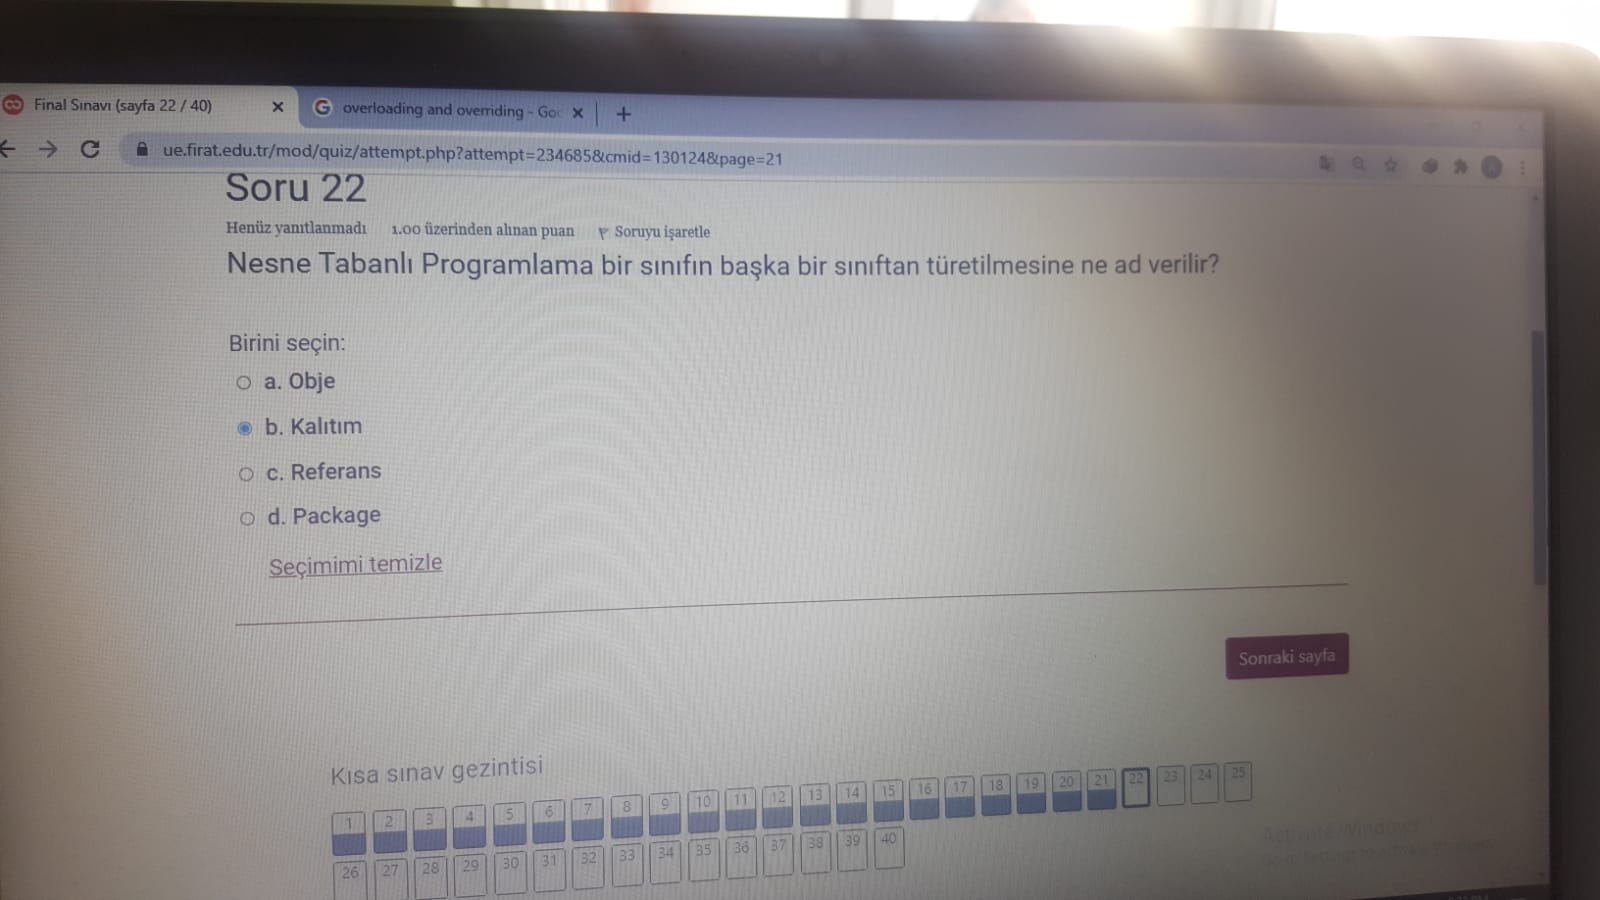 Final Sınavı (sayfa 22 / 40)
overloading and overriding - Goo
ue.firat.edu.tr/mod/quiz/attempt.php?attempt=234685&cmid=130124&page=21
Soru 22
Henüz yanıtlanmadı 1.00 üzerinden alınan puan Soruyu işaretle
Nesne Tabanlı Programlama bir sınıfın başka bir sınıftan türetilmesine ne ad verilir?
Birini seçin:
a. Obje
b. Kalıtım
c. Referans
d. Package
Seçimimi temizle
Sonraki sayfa
Kısa sınav gezintisi
1 2 3 4 5 6 7 8 9 10 11 12 13 14 15 16 17 18 19 20 21 22 23 24 25
26 27 28 29 30 31 32 33 34 35 36 37 38 39 40
Activate Windows